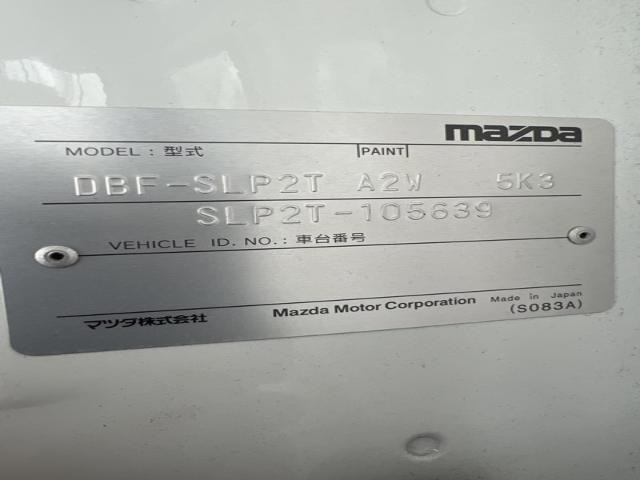 mazda
MODEL : 型式 PAINT
DBF-SLP2T A2W 5K3
SLP2T-105639
VEHICLE ID. NO. : 車台番号
マツダ株式会社 Mazda Motor Corporation Made in Japan
(S083A)